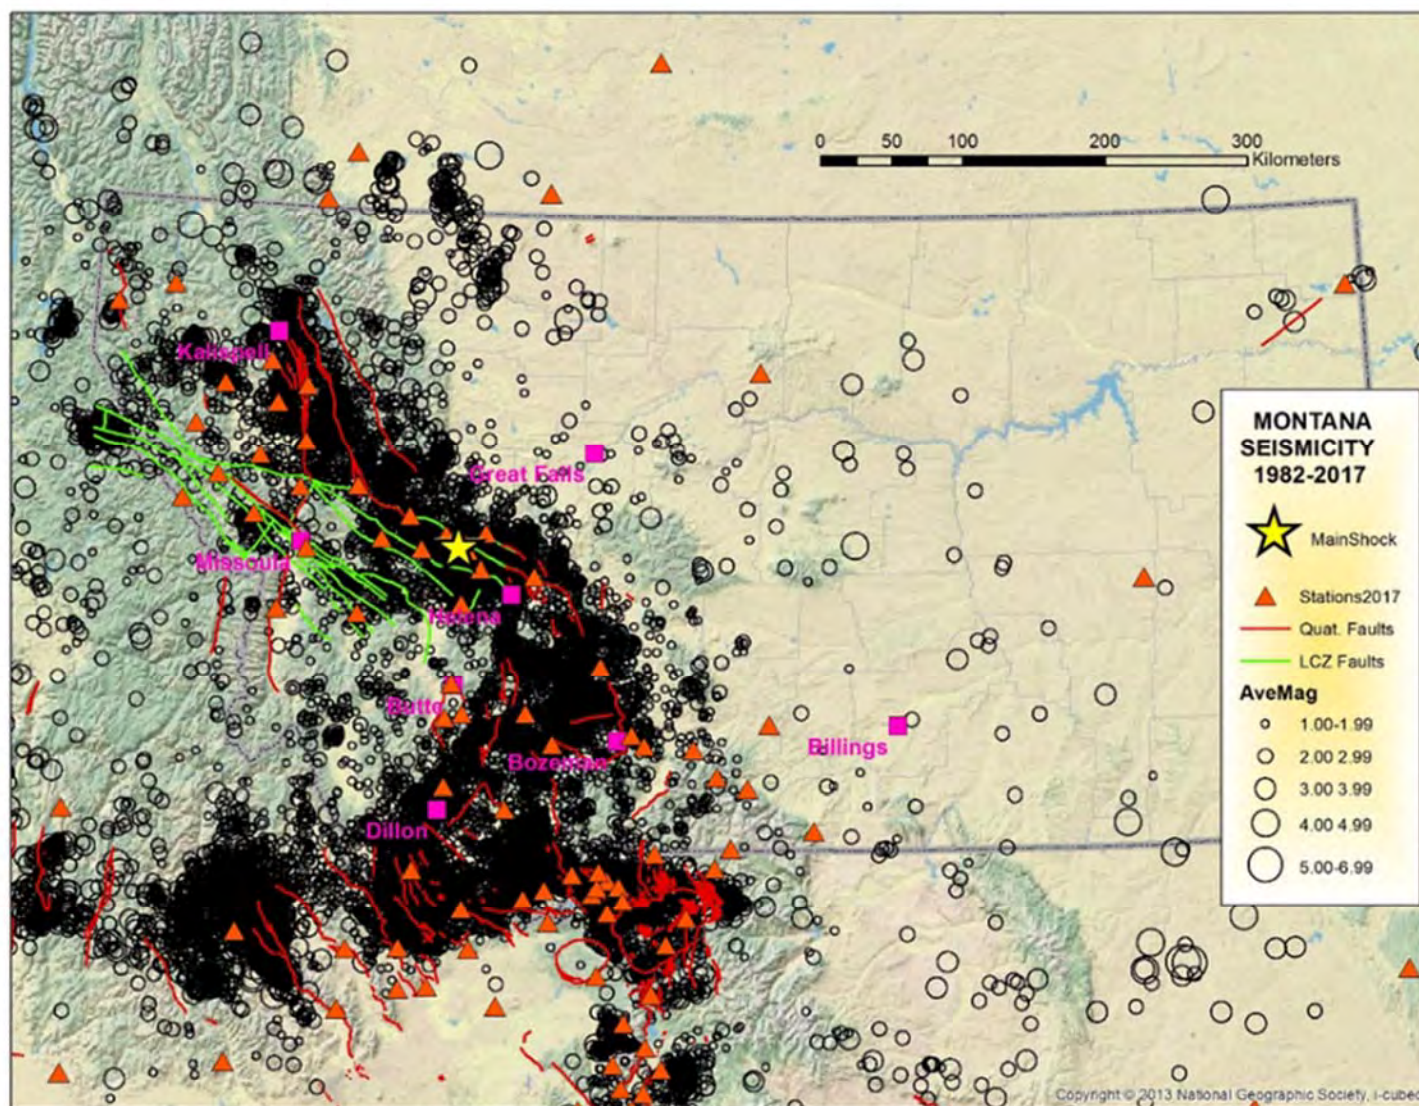 0 50 100 200 300
Kilometers
Kalispell
Great Falls
Missoula
Helena
Butte
Bozeman
Billings
Dillon
MONTANA
SEISMICITY
1982-2017
MainShock
Stations2017
Quat. Faults
LCZ Faults
AveMag
1.00-1.99
2.00 2.99
3.00 3.99
4.00 4.99
5.00-6.99
Copyright © 2013 National Geographic Society, i-cubed